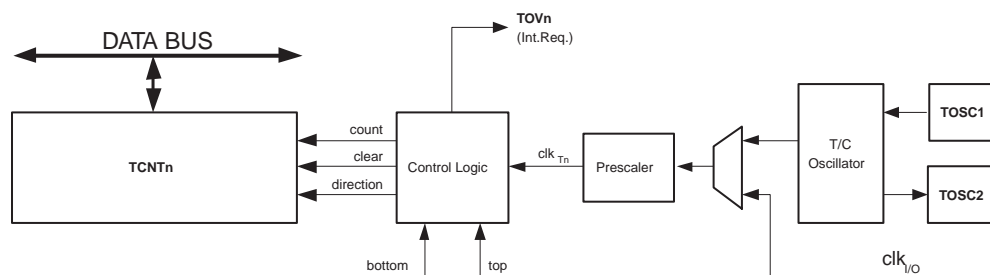 DATA BUS
TOVn
(Int.Req.)
TCNTn
count
clear
direction
Control Logic
clk Tn
Prescaler
T/C
Oscillator
TOSC1
TOSC2
bottom
top
clk I/O